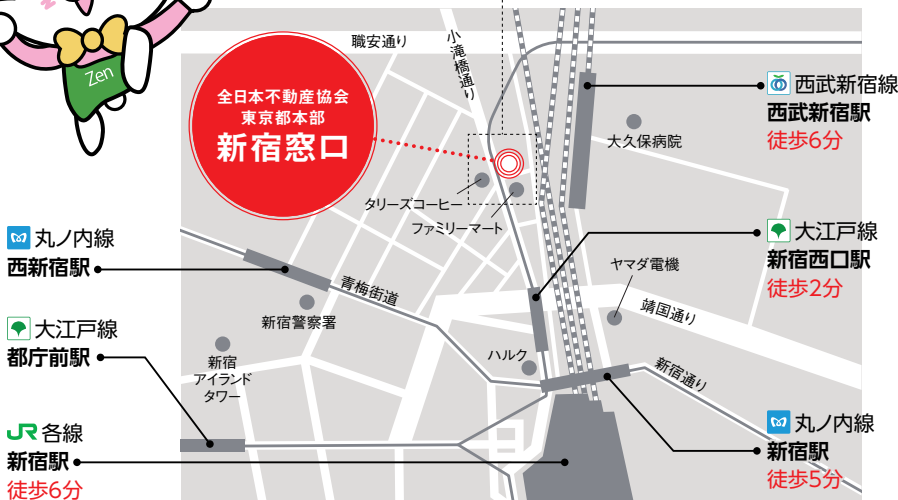 Zen
全日本不動産協会
東京都本部
新宿窓口
職安通り
小滝橋通り
西武新宿線
西武新宿駅
徒歩6分
大久保病院
タリーズコーヒー
ファミリーマート
丸ノ内線
西新宿駅
大江戸線
新宿西口駅
徒歩2分
ヤマダ電機
青梅街道
靖国通り
新宿警察署
大江戸線
都庁前駅
新宿
アイランド
タワー
ハルク
新宿通り
JR各線
新宿駅
徒歩6分
丸ノ内線
新宿駅
徒歩5分